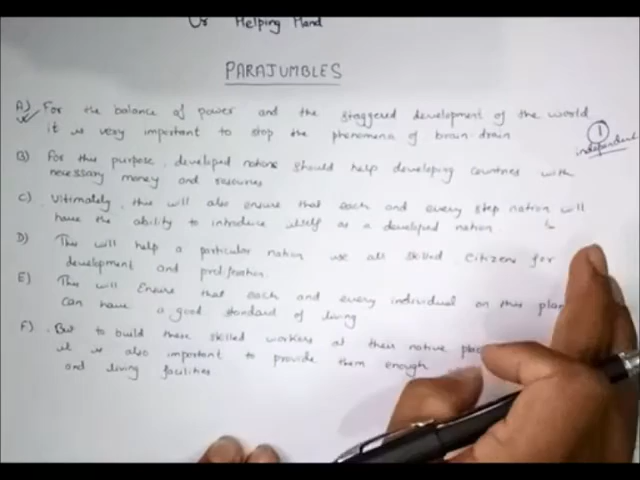 Ur Helping Hand
PARAJUMBLES
A) For the balance of power and the staggered development of the world
it is very important to stop the phenomena of brain-drain
1
independent
B) For this purpose, developed nations should help developing countries with
necessary money and resources
C) Ultimately, this will also ensure that each and every step nation will
have the ability to introduce itself as a developed nation
D) This will help a particular nation use all skilled citizens for
development and proliferation
E) This will Ensure that each and every individual on this plan
can have a good standard of living
F) But to build these skilled workers at their native
it is also important to provide them enough
and living facilities